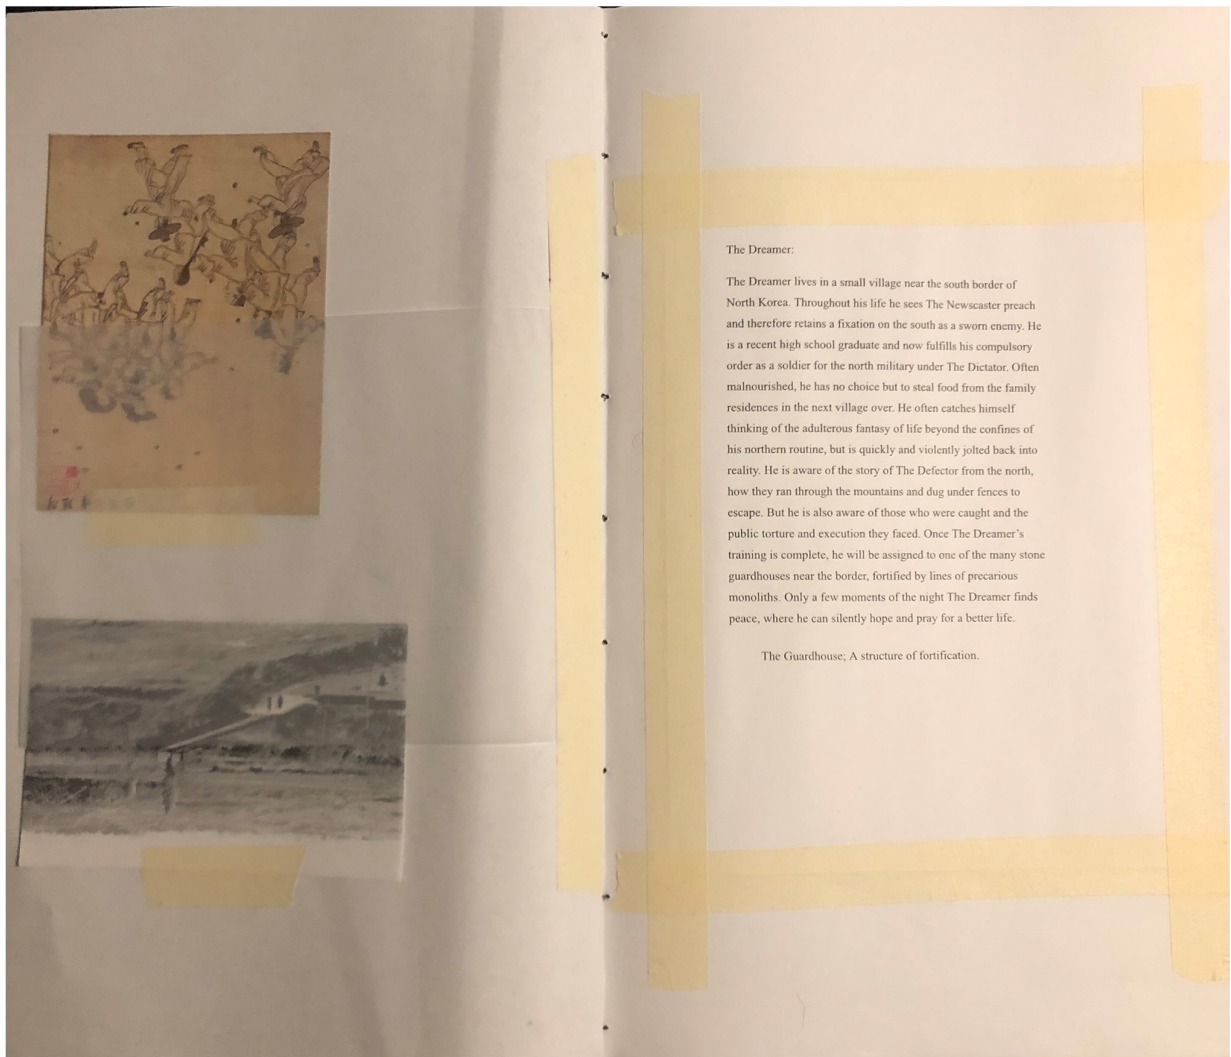 The Dreamer:
The Dreamer lives in a small village near the south border of
North Korea. Throughout his life he sees The Newscaster preach
and therefore retains a fixation on the south as a sworn enemy. He
is a recent high school graduate and now fulfills his compulsory
order as a soldier for the north military under The Dictator. Often
malnourished, he has no choice but to steal food from the family
residences in the next village over. He often catches himself
thinking of the adulterous fantasy of life beyond the confines of
his northern routine, but is quickly and violently jolted back into
reality. He is aware of the story of The Defector from the north,
how they ran through the mountains and dug under fences to
escape. But he is also aware of those who were caught and the
public torture and execution they faced. Once The Dreamer’s
training is complete, he will be assigned to one of the many stone
guardhouses near the border, fortified by lines of precarious
monoliths. Only a few moments of the night The Dreamer finds
peace, where he can silently hope and pray for a better life.
The Guardhouse; A structure of fortification.